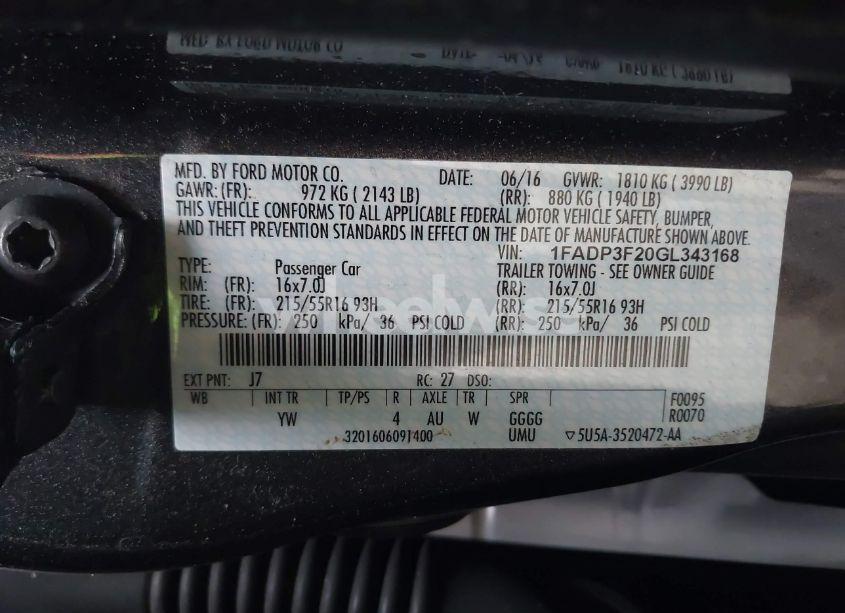 MFD. BY FORD MOTOR CO. DATE: 06/16 GVWR: 1810 KG ( 3990 LB)
GAWR: (FR): 972 KG ( 2143 LB) (RR): 880 KG ( 1940 LB)
THIS VEHICLE CONFORMS TO ALL APPLICABLE FEDERAL MOTOR VEHICLE SAFETY, BUMPER,
AND THEFT PREVENTION STANDARDS IN EFFECT ON THE DATE OF MANUFACTURE SHOWN ABOVE.
VIN: 1FADP3F20GL343168
TYPE: Passenger Car TRAILER TOWING - SEE OWNER GUIDE
RIM: (FR): 16x7.0J (RR): 16x7.0J
TIRE: (FR): 215/55R16 93H (RR): 215/55R16 93H
PRESSURE: (FR): 250 kPa/ 36 PSI COLD (RR): 250 kPa/ 36 PSI COLD
EXT PNT: J7 RC: 27 DSO:
WB INT TR TP/PS R AXLE TR SPR F0095
YW 4 AU W GGGG R0070
3201606091400 UMU ▽5U5A-3520472-AA